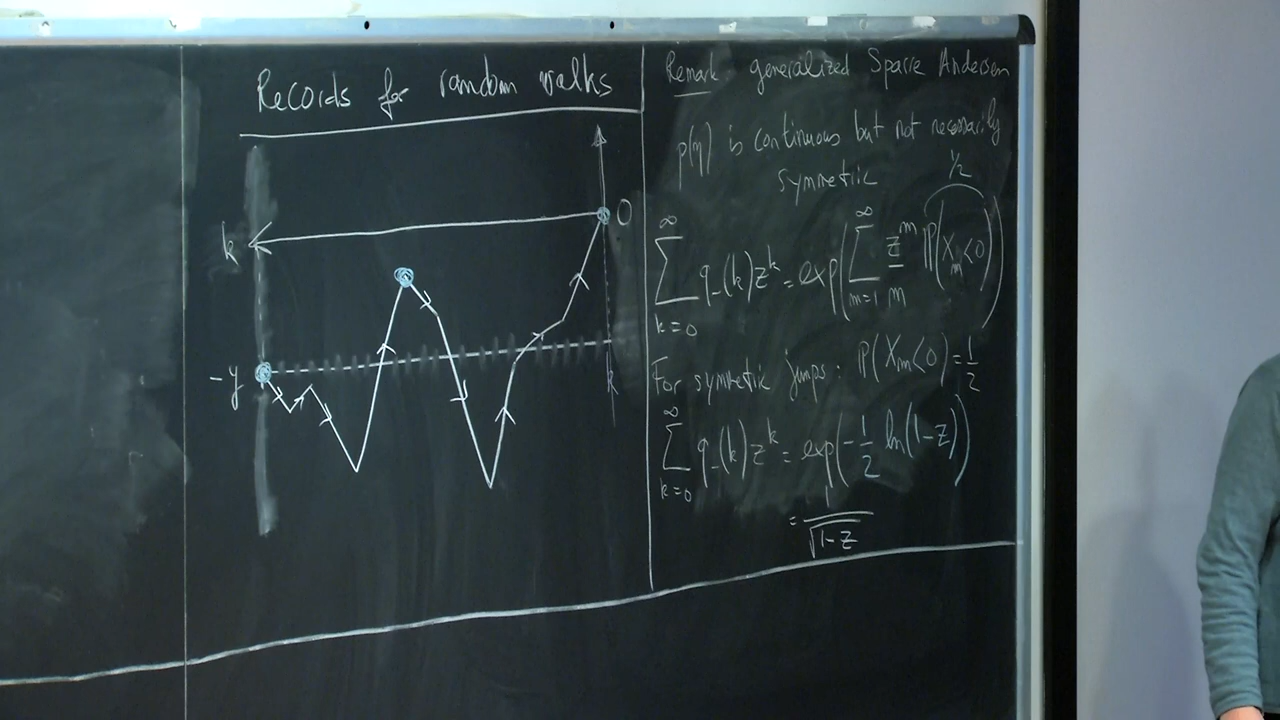 Records for random walks
k
0
-y
Remark: generalized Sparre Andersen
p(η) is continuous but not necessarily
symmetric
1/2
∑_{k=0}^{∞} q_-(k) z^k = exp(∑_{m=1}^{∞} z^m/m P(X_m<0))
For symmetric jumps: P(X_m<0) = 1/2
∑_{k=0}^{∞} q_-(k) z^k = exp(-1/2 ln(1-z))
= 1/√(1-z)